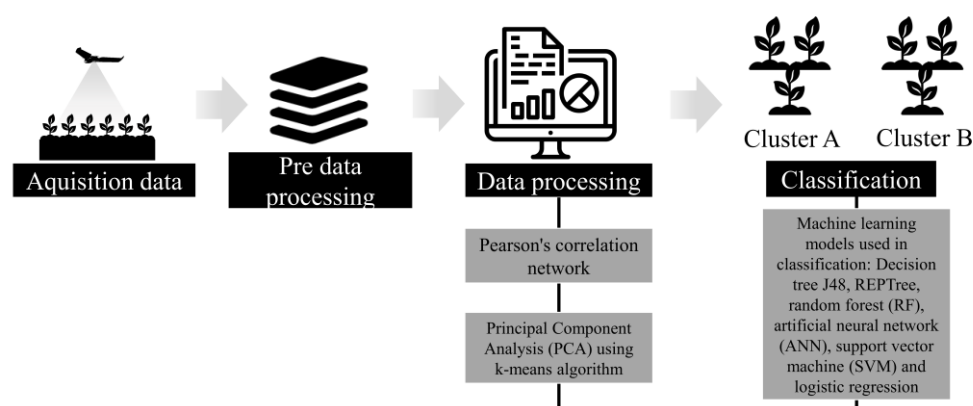 Cluster A
Cluster B
Aquisition data
Pre data
processing
Data processing
Classification
Pearson's correlation
network
Principal Component
Analysis (PCA) using
k-means algorithm
Machine learning
models used in
classification: Decision
tree J48, REPTree,
random forest (RF),
artificial neural network
(ANN), support vector
machine (SVM) and
logistic regression